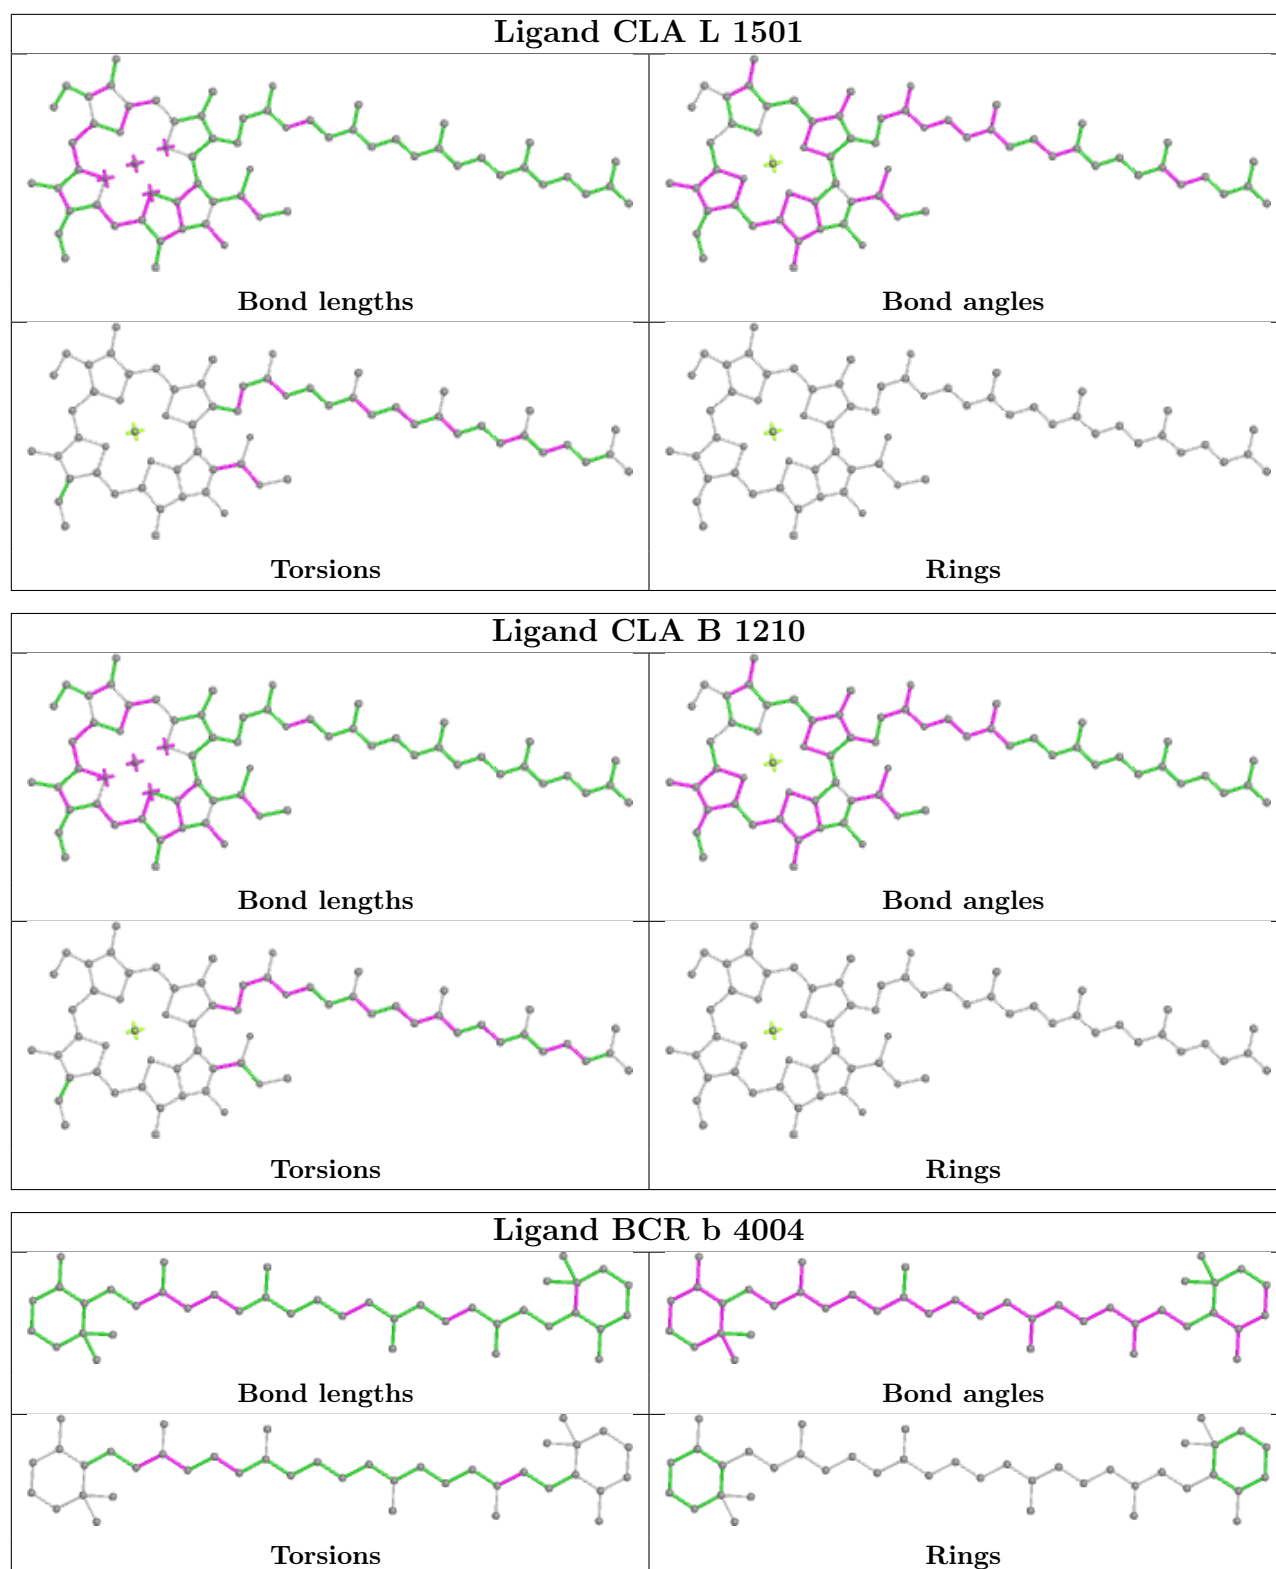 Ligand CLA L 1501
Bond lengths
Bond angles
Torsions
Rings
Ligand CLA B 1210
Bond lengths
Bond angles
Torsions
Rings
Ligand BCR b 4004
Bond lengths
Bond angles
Torsions
Rings